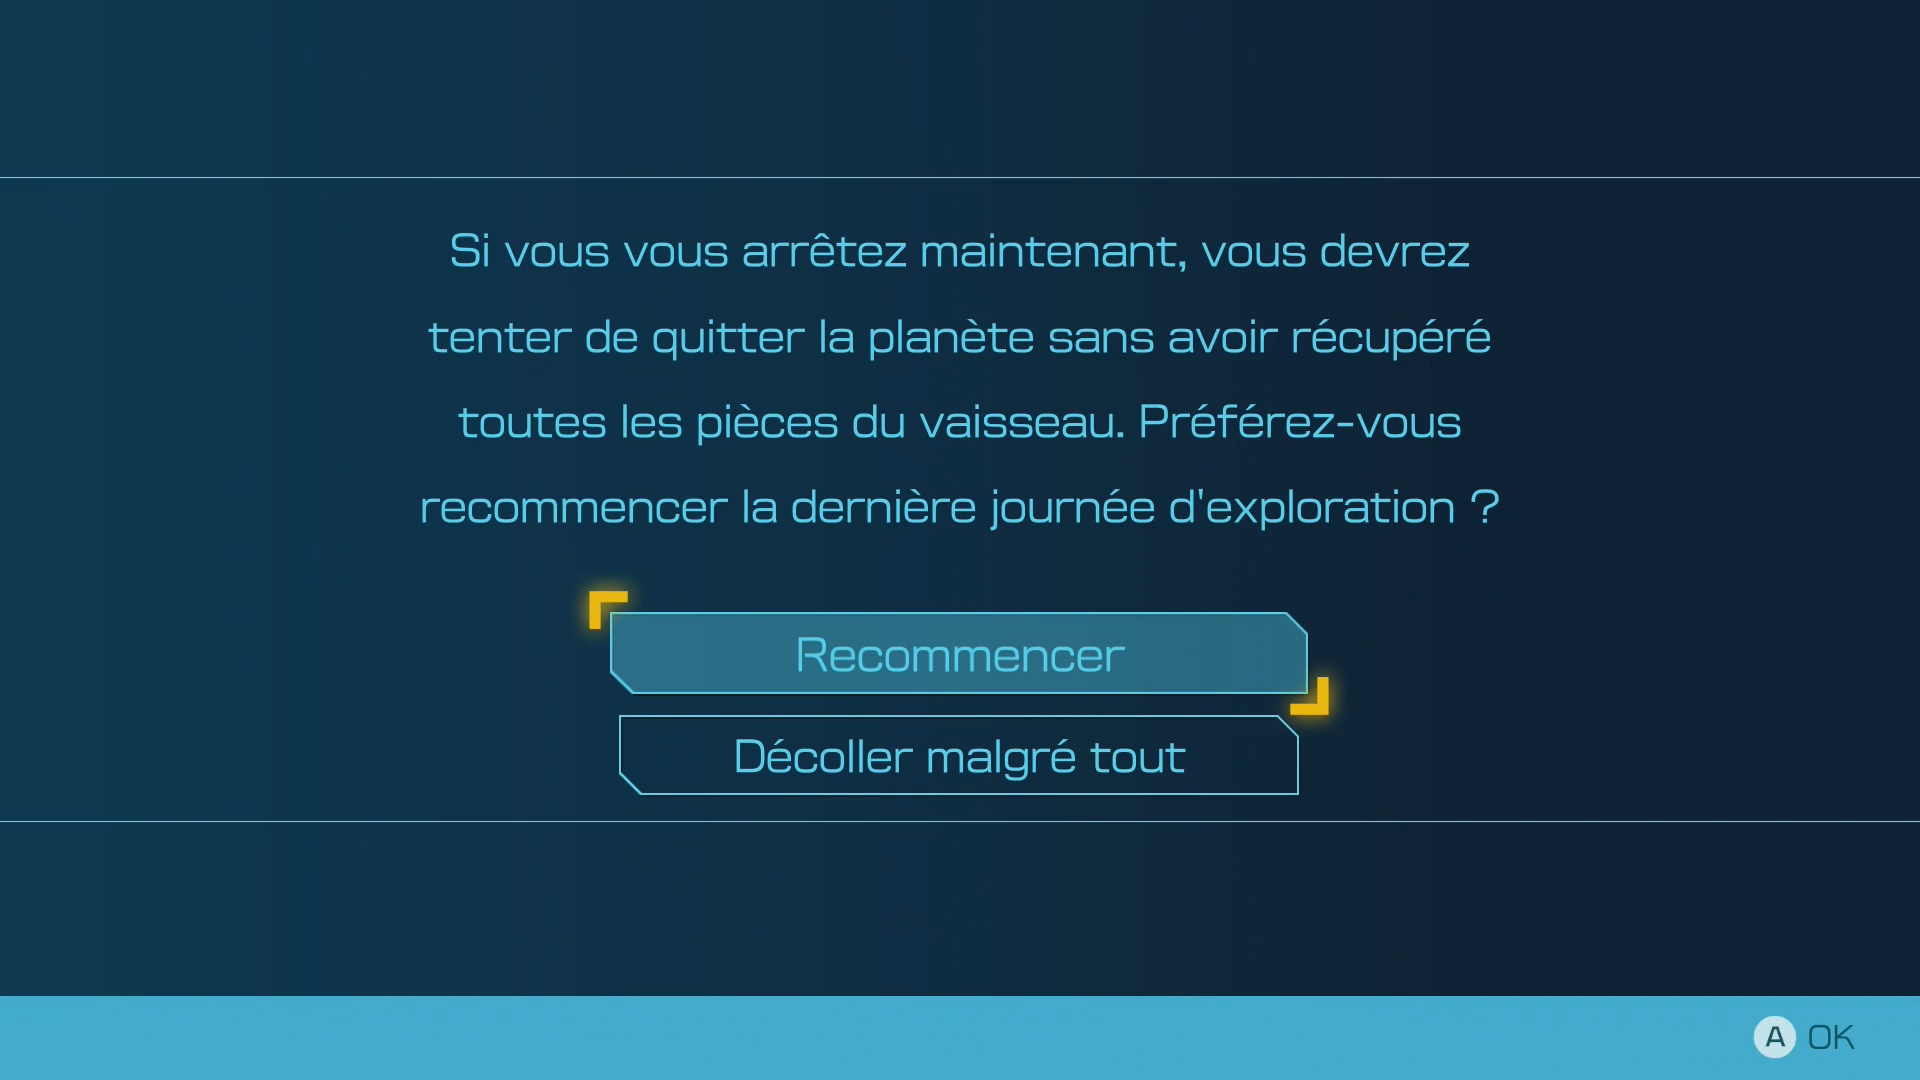 Si vous vous arrêtez maintenant, vous devrez
tenter de quitter la planète sans avoir récupéré
toutes les pièces du vaisseau. Préférez-vous
recommencer la dernière journée d'exploration ?
Recommencer
Décoller malgré tout
A OK